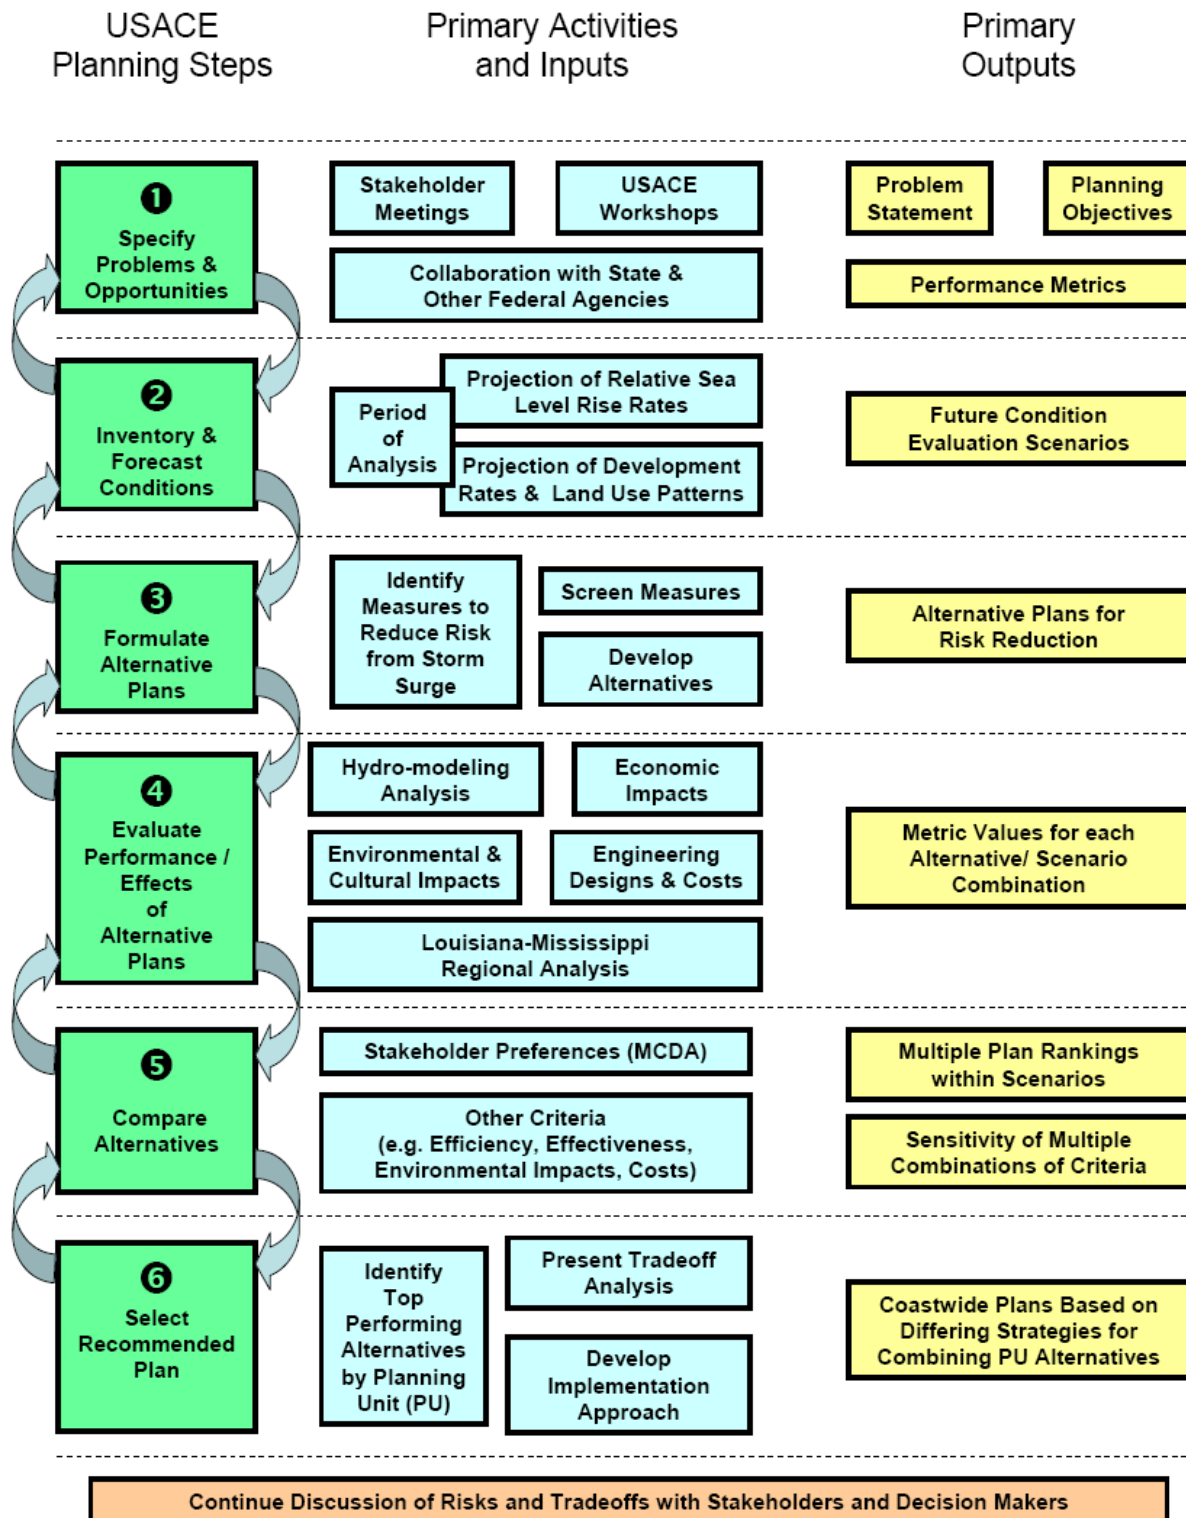 USACE
Planning Steps
Primary Activities
and Inputs
Primary
Outputs
❶
Specify
Problems &
Opportunities
Stakeholder
Meetings
USACE
Workshops
Collaboration with State &
Other Federal Agencies
Problem
Statement
Planning
Objectives
Performance Metrics
❷
Inventory &
Forecast
Conditions
Period
of
Analysis
Projection of Relative Sea
Level Rise Rates
Projection of Development
Rates & Land Use Patterns
Future Condition
Evaluation Scenarios
❸
Formulate
Alternative
Plans
Identify
Measures to
Reduce Risk
from Storm
Surge
Screen Measures
Develop
Alternatives
Alternative Plans for
Risk Reduction
❹
Evaluate
Performance /
Effects
of
Alternative
Plans
Hydro-modeling
Analysis
Economic
Impacts
Environmental &
Cultural Impacts
Engineering
Designs & Costs
Louisiana-Mississippi
Regional Analysis
Metric Values for each
Alternative/ Scenario
Combination
❺
Compare
Alternatives
Stakeholder Preferences (MCDA)
Other Criteria
(e.g. Efficiency, Effectiveness,
Environmental Impacts, Costs)
Multiple Plan Rankings
within Scenarios
Sensitivity of Multiple
Combinations of Criteria
❻
Select
Recommended
Plan
Identify
Top
Performing
Alternatives
by Planning
Unit (PU)
Present Tradeoff
Analysis
Develop
Implementation
Approach
Coastwide Plans Based on
Differing Strategies for
Combining PU Alternatives
Continue Discussion of Risks and Tradeoffs with Stakeholders and Decision Makers